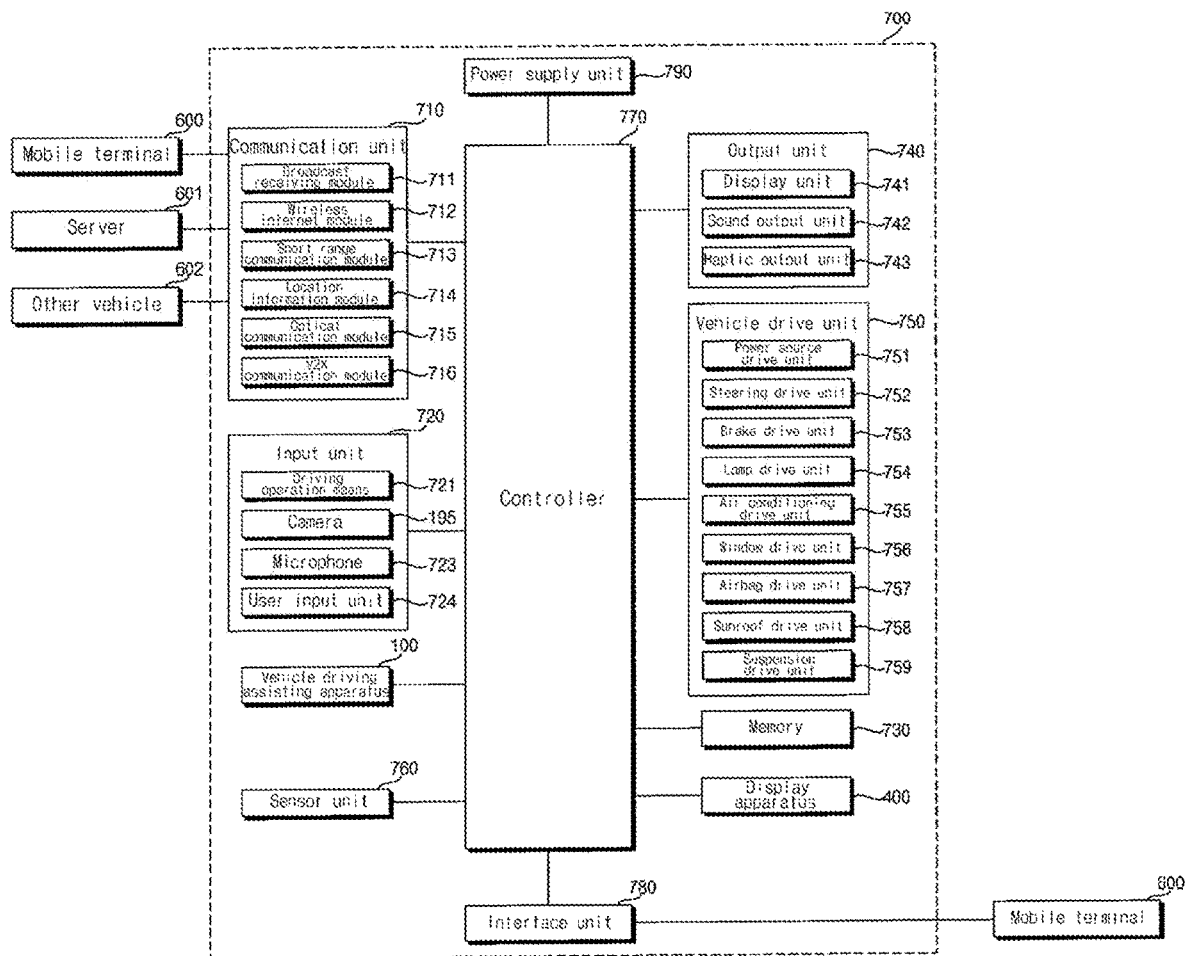 700
Power supply unit
790
600
Mobile terminal
601
Server
602
Other vehicle
710
Communication unit
Broadcast
receiving module
711
Wireless
internet module
712
Short range
communication module
713
Location
information module
714
Optical
communication module
715
V2X
communication module
716
720
Input unit
Driving
operation means
721
Camera
195
Microphone
723
User input unit
724
100
Vehicle driving
assisting apparatus
760
Sensor unit
770
Controller
Output unit
740
Display unit
741
Sound output unit
742
Haptic output unit
743
Vehicle drive unit
750
Power source
drive unit
751
Steering drive unit
752
Brake drive unit
753
Lamp drive unit
754
Air conditioning
drive unit
755
Window drive unit
756
Airbag drive unit
757
Sunroof drive unit
758
Suspension
drive unit
759
Memory
730
Display
apparatus
400
780
Interface unit
600
Mobile terminal